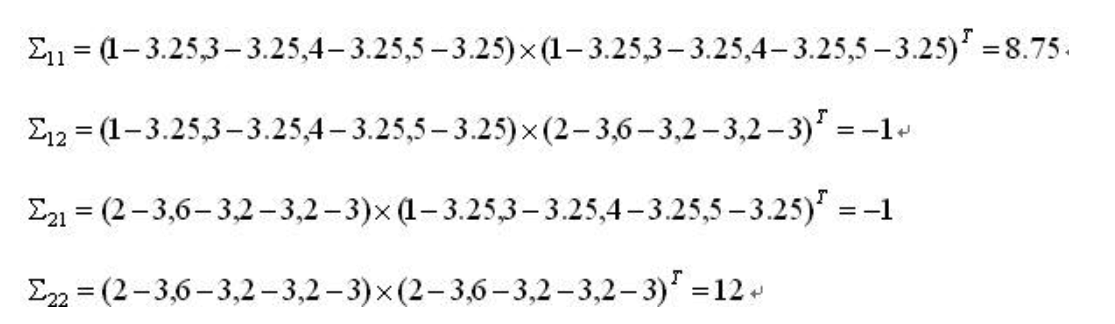 Σ₁₁ = (1−3.25,3−3.25,4−3.25,5−3.25)×(1−3.25,3−3.25,4−3.25,5−3.25)ᵀ = 8.75
Σ₁₂ = (1−3.25,3−3.25,4−3.25,5−3.25)×(2−3,6−3,2−3,2−3)ᵀ = −1↵
Σ₂₁ = (2−3,6−3,2−3,2−3)×(1−3.25,3−3.25,4−3.25,5−3.25)ᵀ = −1
Σ₂₂ = (2−3,6−3,2−3,2−3)×(2−3,6−3,2−3,2−3)ᵀ = 12↵